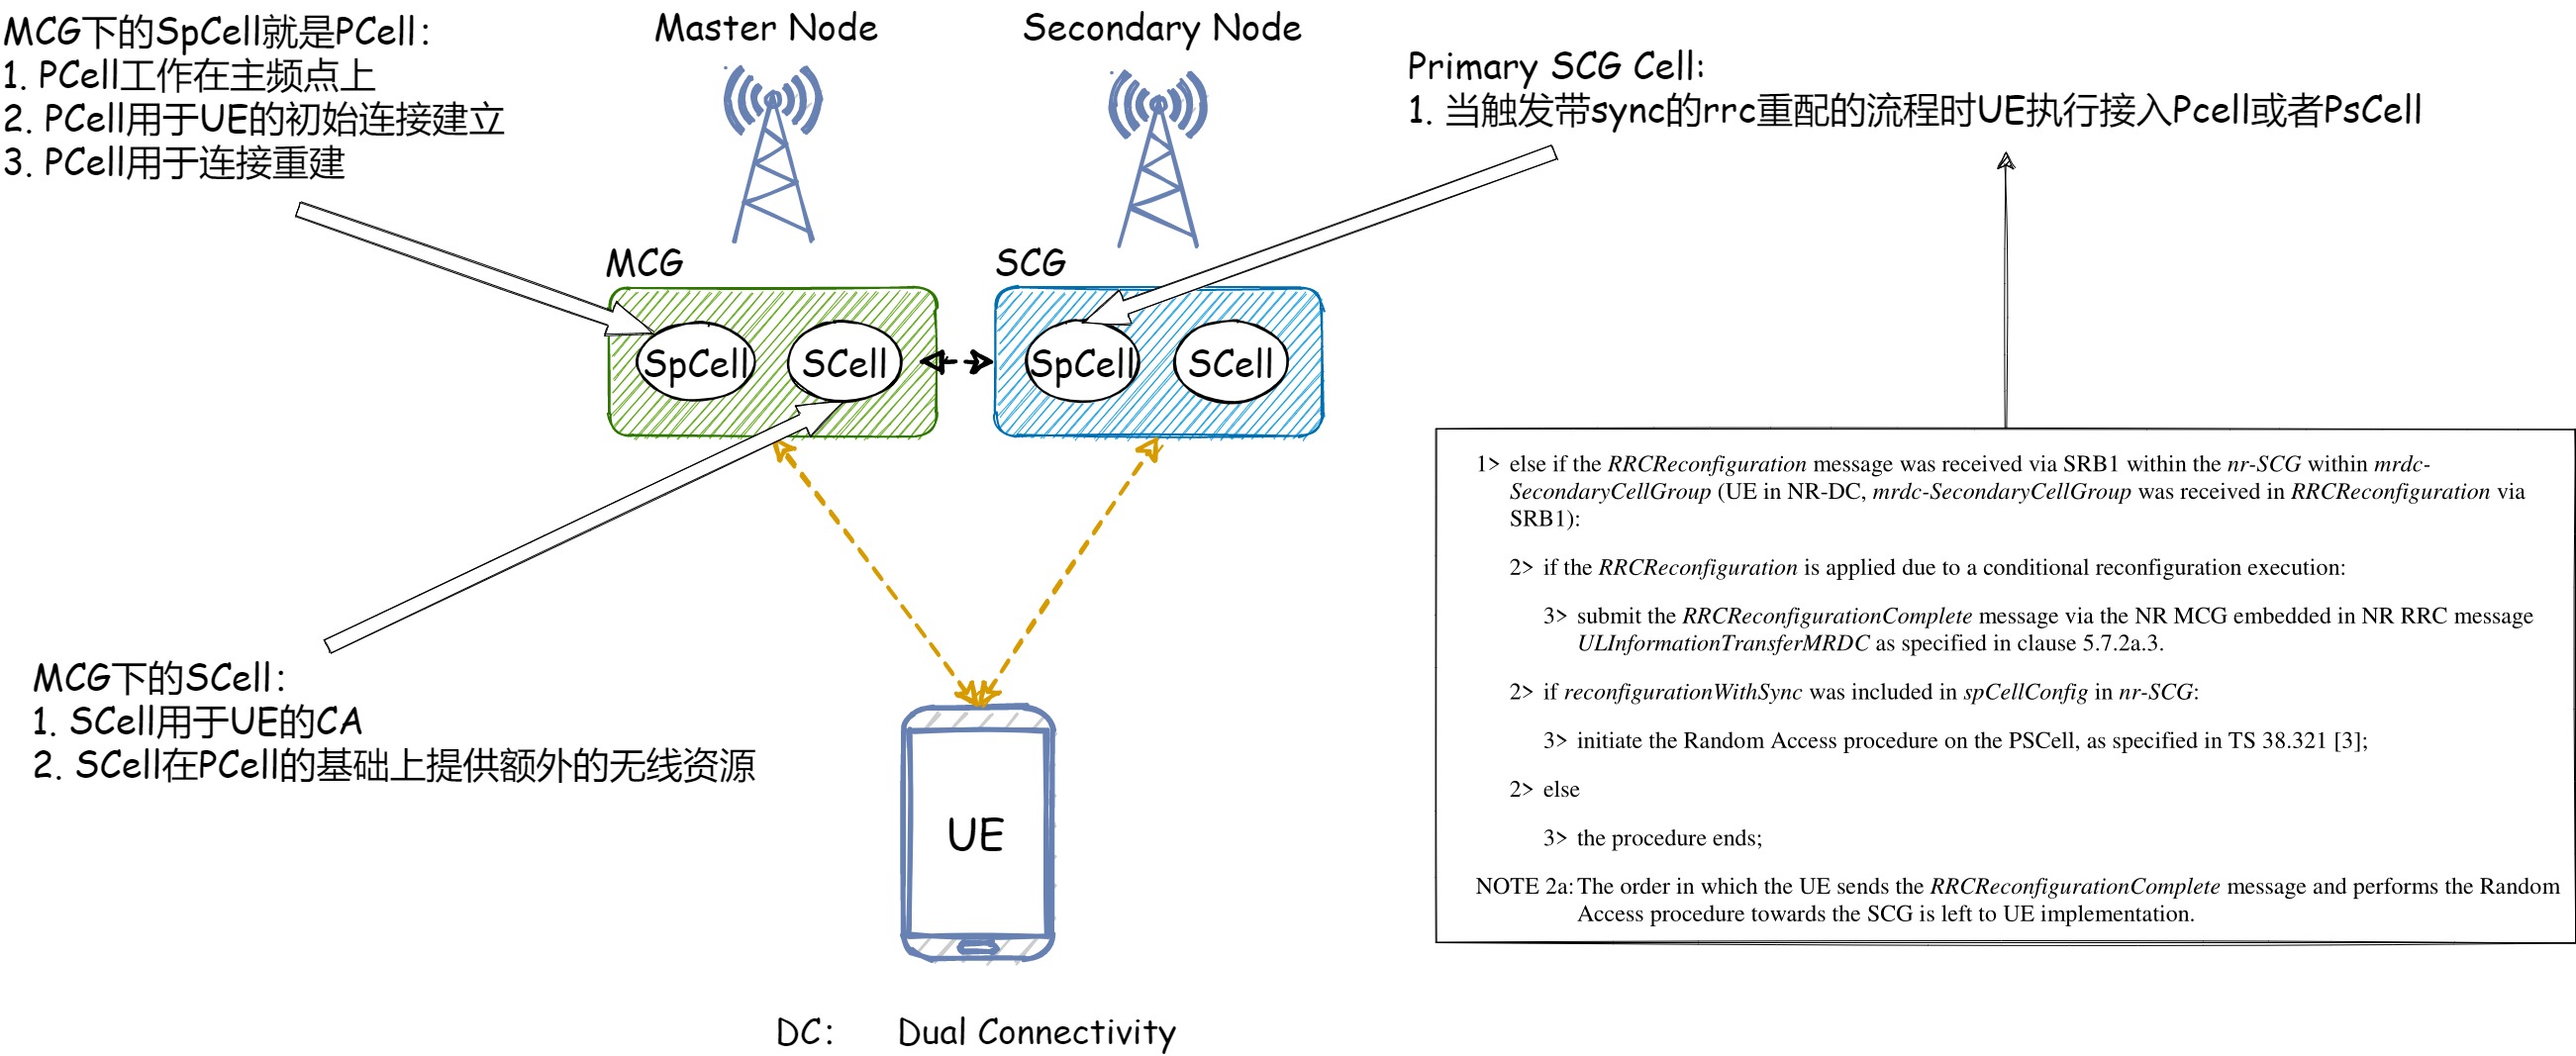 MCG下的SpCell就是PCell：
1. PCell工作在主频点上
2. PCell用于UE的初始连接建立
3. PCell用于连接重建
Master Node
Secondary Node
Primary SCG Cell:
1. 当触发带sync的rrc重配的流程时UE执行接入Pcell或者PsCell
MCG
SCG
SpCell
SCell
SpCell
SCell
MCG下的SCell：
1. SCell用于UE的CA
2. SCell在PCell的基础上提供额外的无线资源
UE
1> else if the RRCReconfiguration message was received via SRB1 within the nr-SCG within mrdc-
SecondaryCellGroup (UE in NR-DC, mrdc-SecondaryCellGroup was received in RRCReconfiguration via
SRB1):
2> if the RRCReconfiguration is applied due to a conditional reconfiguration execution:
3> submit the RRCReconfigurationComplete message via the NR MCG embedded in NR RRC message
ULInformationTransferMRDC as specified in clause 5.7.2a.3.
2> if reconfigurationWithSync was included in spCellConfig in nr-SCG:
3> initiate the Random Access procedure on the PSCell, as specified in TS 38.321 [3];
2> else
3> the procedure ends;
NOTE 2a: The order in which the UE sends the RRCReconfigurationComplete message and performs the Random
Access procedure towards the SCG is left to UE implementation.
DC： Dual Connectivity